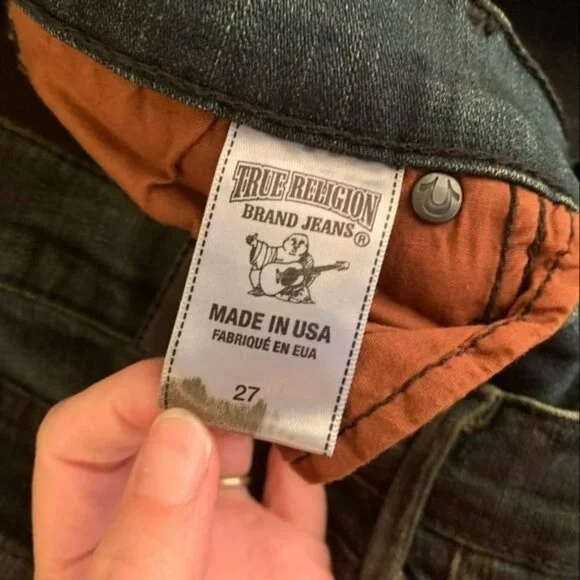 TRUE RELIGION
BRAND JEANS®
MADE IN USA
FABRIQUÉ EN EUA
27